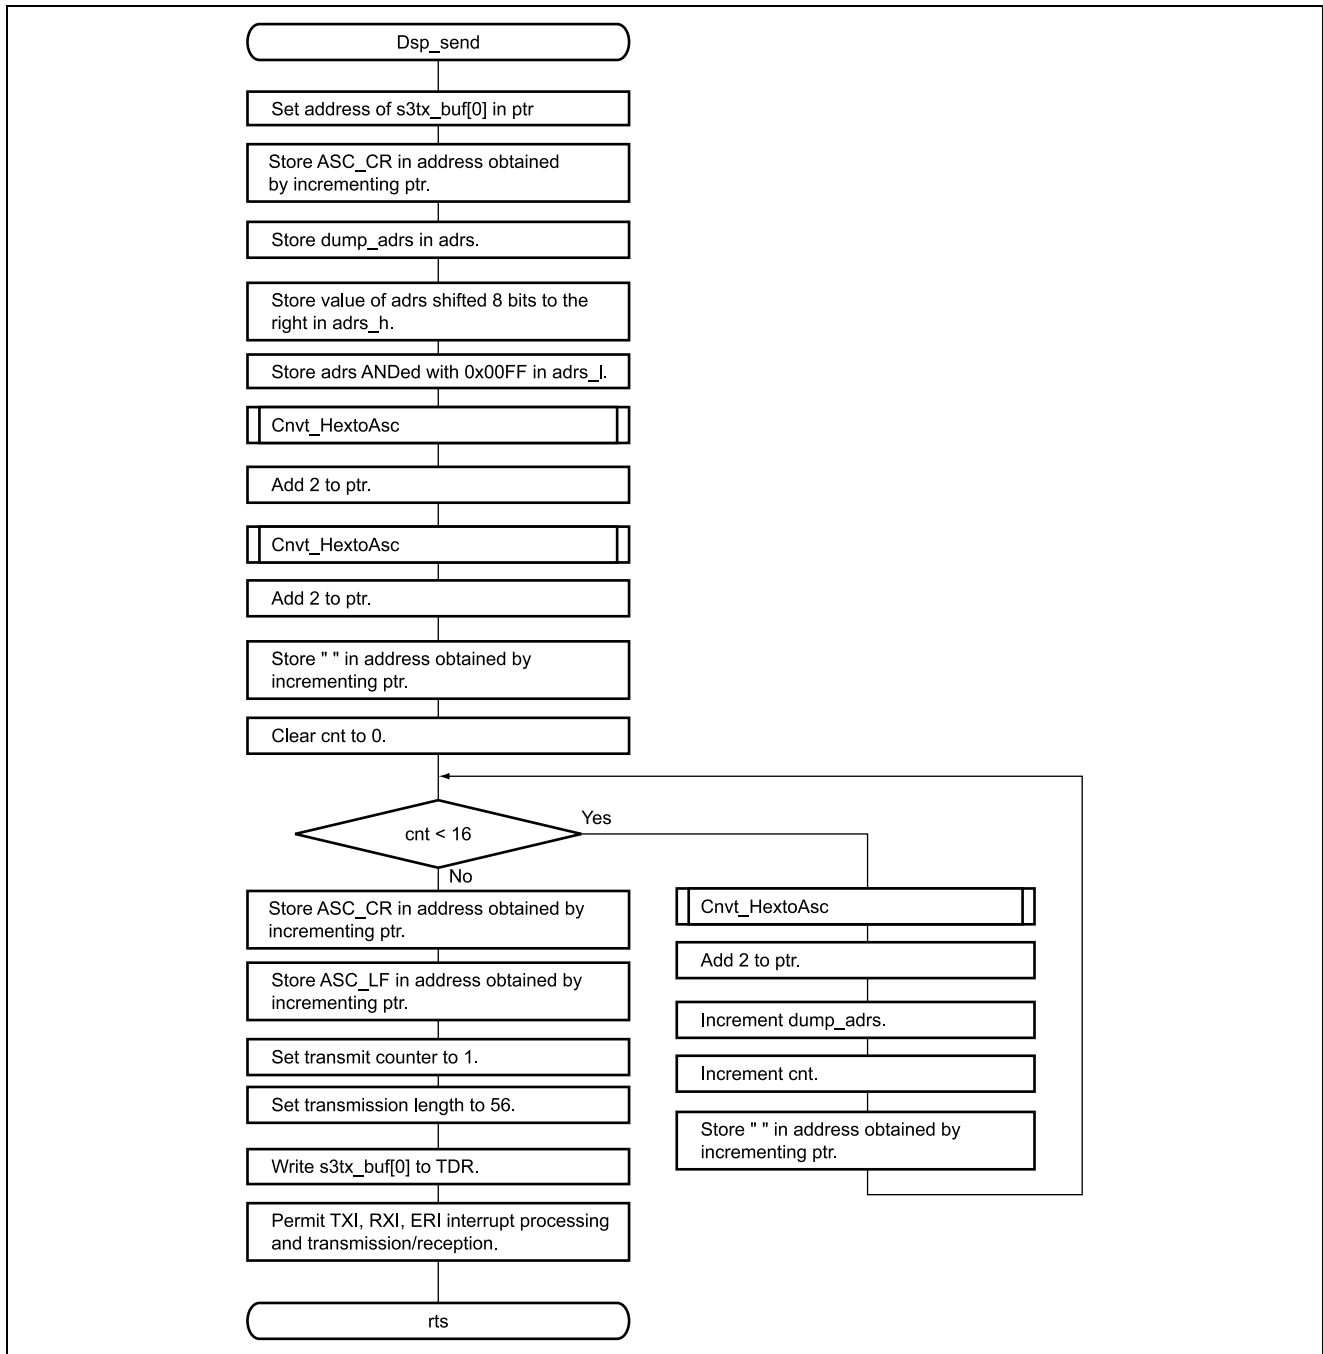 Dsp_send
Set address of s3tx_buf[0] in ptr
Store ASC_CR in address obtained
by incrementing ptr.
Store dump_adrs in adrs.
Store value of adrs shifted 8 bits to the
right in adrs_h.
Store adrs ANDed with 0x00FF in adrs_l.
Cnvt_HextoAsc
Add 2 to ptr.
Cnvt_HextoAsc
Add 2 to ptr.
Store " " in address obtained by
incrementing ptr.
Clear cnt to 0.
cnt < 16
Yes
No
Store ASC_CR in address obtained by
incrementing ptr.
Store ASC_LF in address obtained by
incrementing ptr.
Set transmit counter to 1.
Set transmission length to 56.
Write s3tx_buf[0] to TDR.
Permit TXI, RXI, ERI interrupt processing
and transmission/reception.
rts
Cnvt_HextoAsc
Add 2 to ptr.
Increment dump_adrs.
Increment cnt.
Store " " in address obtained by
incrementing ptr.